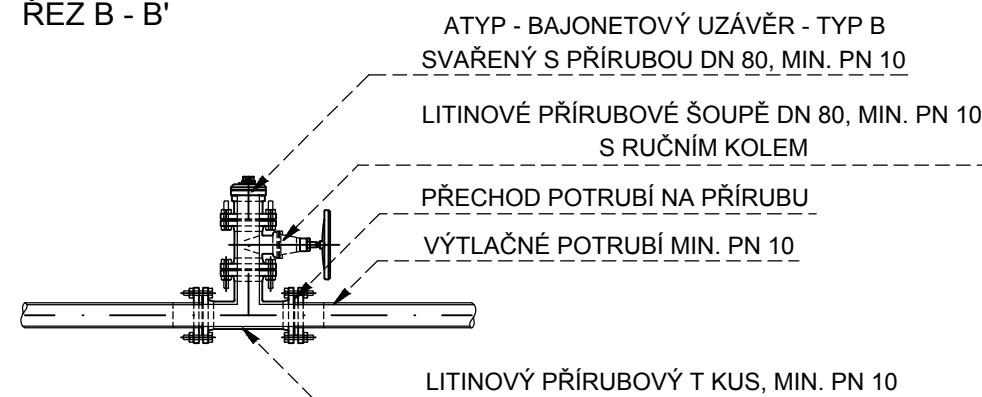 ŘEZ B - B'
ATYP - BAJONETOVÝ UZÁVĚR - TYP B
SVAŘENÝ S PŘÍRUBOU DN 80, MIN. PN 10
LITINOVÉ PŘÍRUBOVÉ ŠOUPĚ DN 80, MIN. PN 10
S RUČNÍM KOLEM
PŘECHOD POTRUBÍ NA PŘÍRUBU
VÝTLAČNÉ POTRUBÍ MIN. PN 10
LITINOVÝ PŘÍRUBOVÝ T KUS, MIN. PN 10